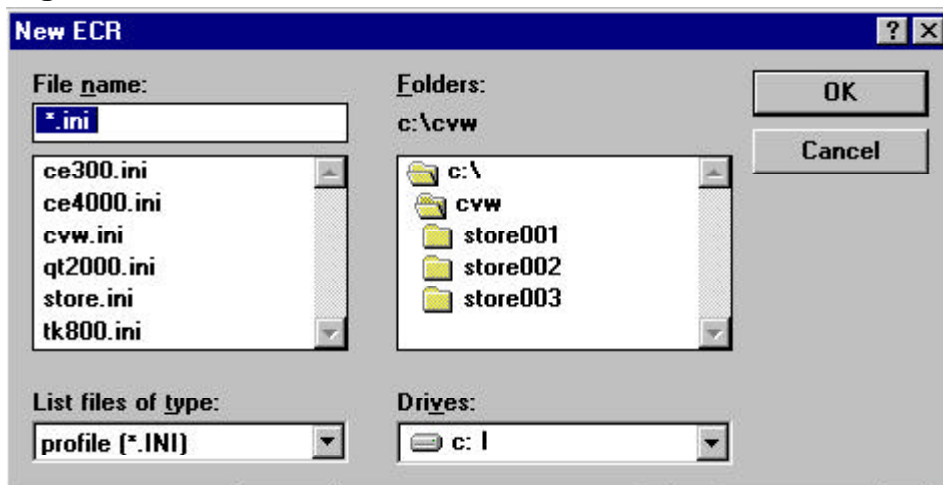 New ECR
File name:
*.ini
ce300.ini
ce4000.ini
cvw.ini
qt2000.ini
store.ini
tk800.ini
List files of type:
profile (*.INI)
Folders:
c:\cvw
c:\
cvw
store001
store002
store003
Drives:
c: l
OK
Cancel